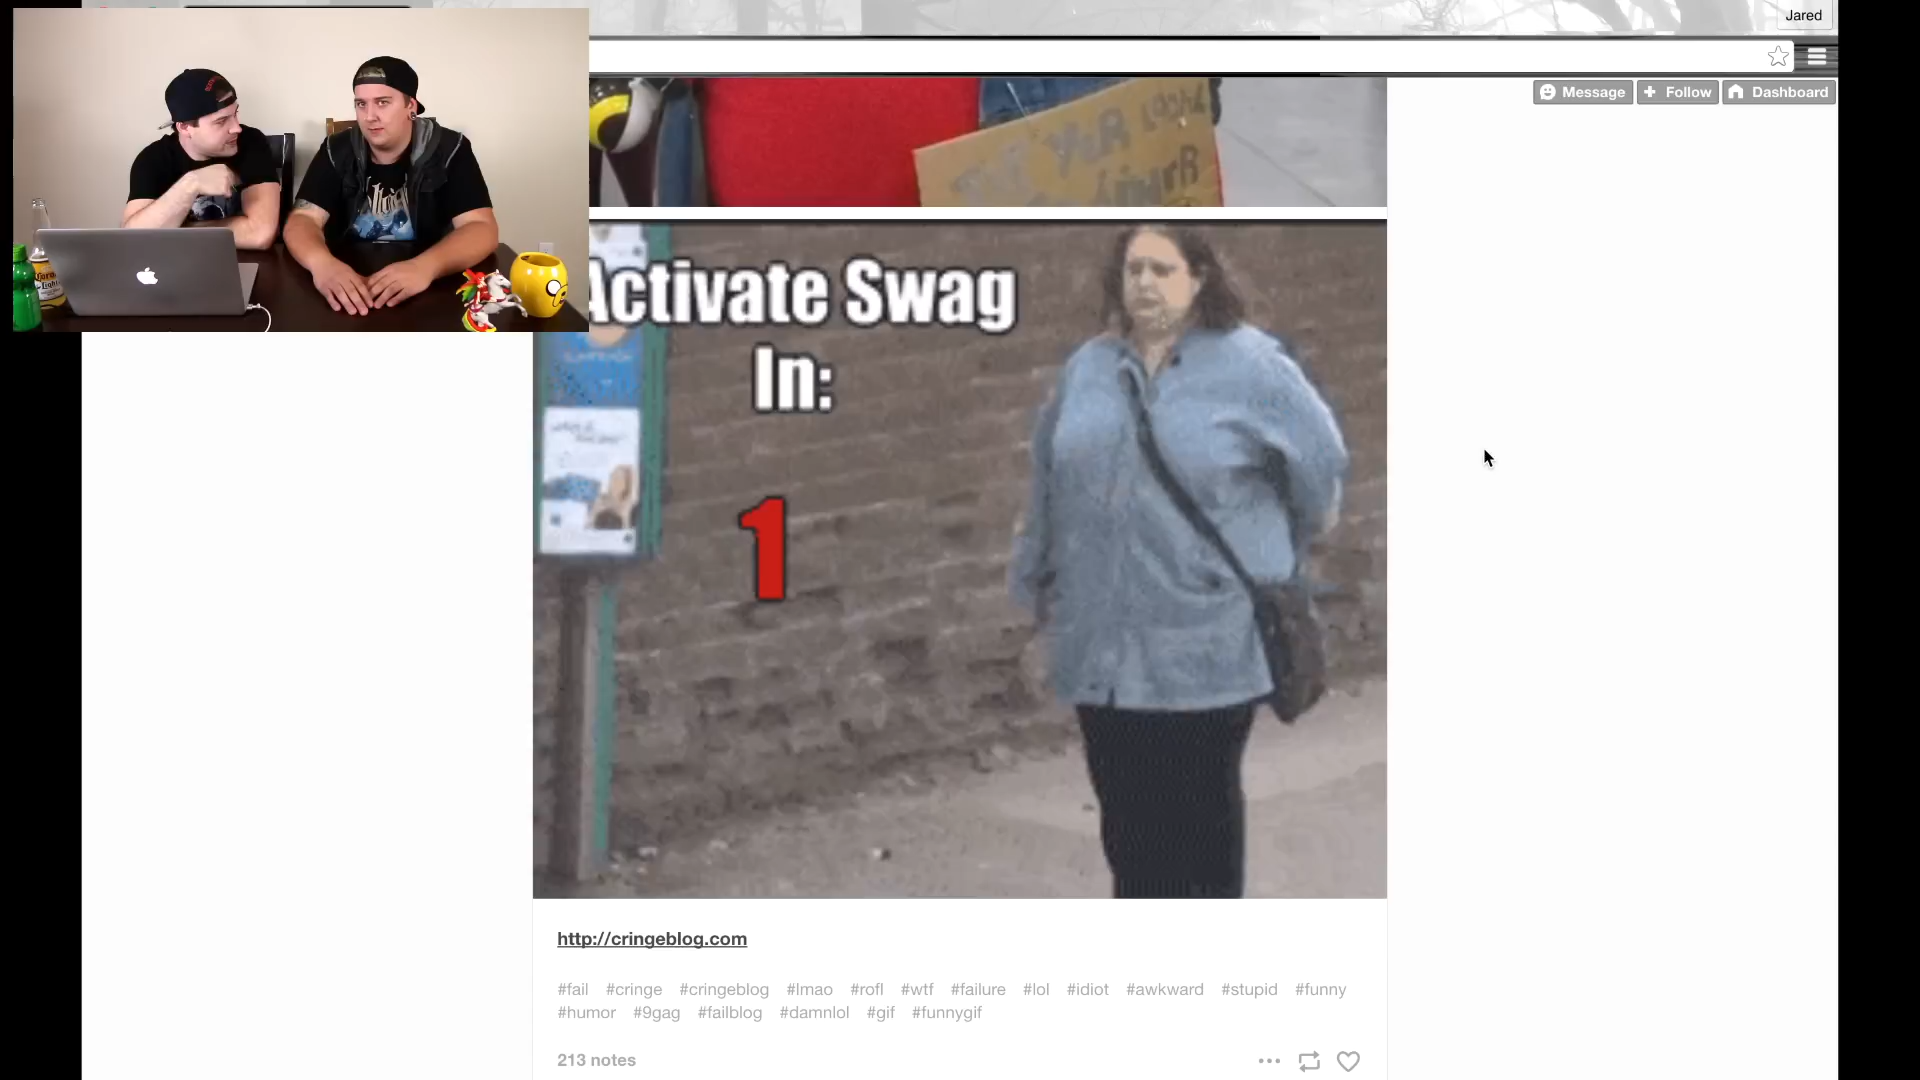 Jared
Message
Follow
Dashboard
Activate Swag
In:
1
http://cringeblog.com
#fail #cringe #cringeblog #lmao #rofl #wtf #failure #lol #idiot #awkward #stupid #funny
#humor #9gag #failblog #damnlol #gif #funnygif
213 notes